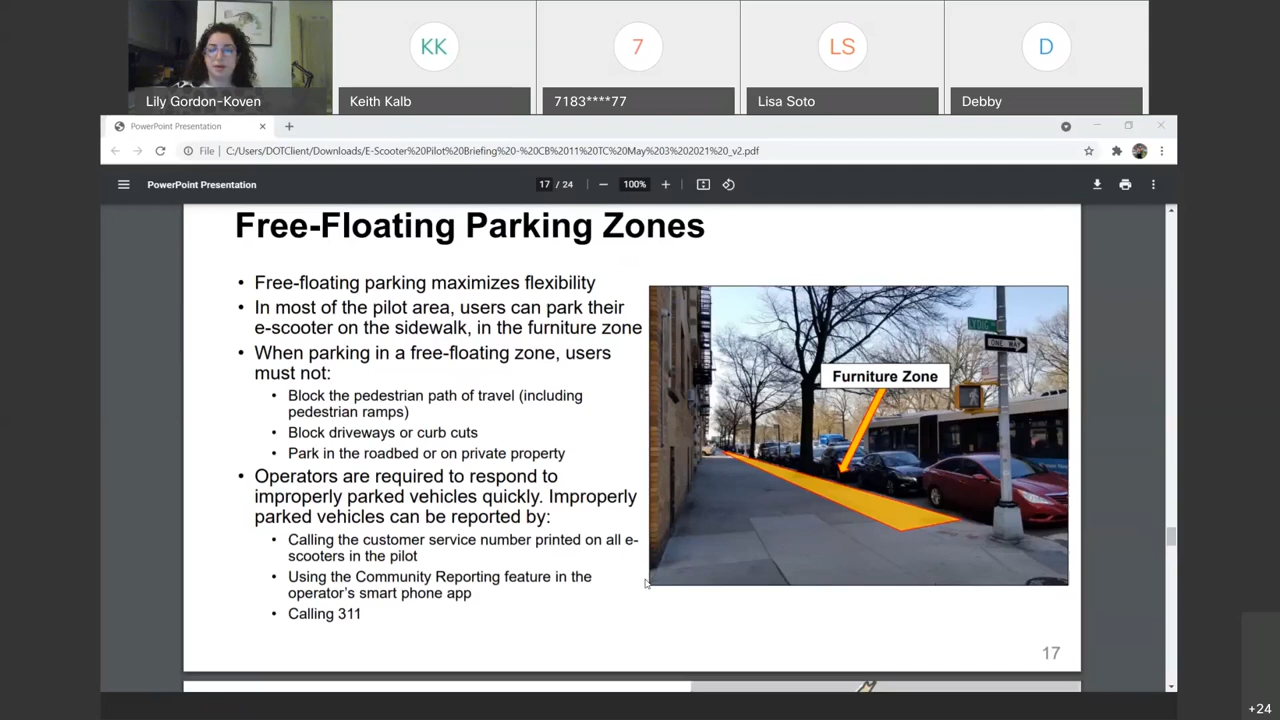 KK
7
LS
D
Lily Gordon-Koven
Keith Kalb
7183****77
Lisa Soto
Debby
PowerPoint Presentation
File
C:/Users/DOTClient/Downloads/E-Scooter%20Pilot%20Briefing%20-%20CB%2011%20TC%20May%203%202021%20_v2.pdf
PowerPoint Presentation
17 / 24
100%
Free-Floating Parking Zones
• Free-floating parking maximizes flexibility
• In most of the pilot area, users can park their
e-scooter on the sidewalk, in the furniture zone
• When parking in a free-floating zone, users
must not:
• Block the pedestrian path of travel (including
pedestrian ramps)
• Block driveways or curb cuts
• Park in the roadbed or on private property
• Operators are required to respond to
improperly parked vehicles quickly. Improperly
parked vehicles can be reported by:
• Calling the customer service number printed on all e-
scooters in the pilot
• Using the Community Reporting feature in the
operator's smart phone app
• Calling 311
LYDIG
ONE WAY
Furniture Zone
17
+24